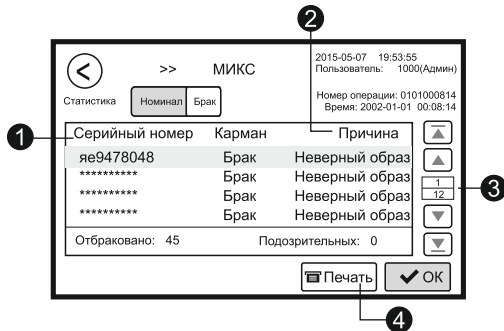 2
2015-05-07 19:53:55
Пользователь: 1000(Админ)
< >> МИКС
Номер операции: 0101000814
Время: 2002-01-01 00:08:14
Статистика Номинал Брак
1 Серийный номер Карман Причина
яе9478048 Брак Неверный образ
********** Брак Неверный образ
********** Брак Неверный образ
********** Брак Неверный образ
1
12
3
Отбраковано: 45 Подозрительных: 0
Печать ОК
4